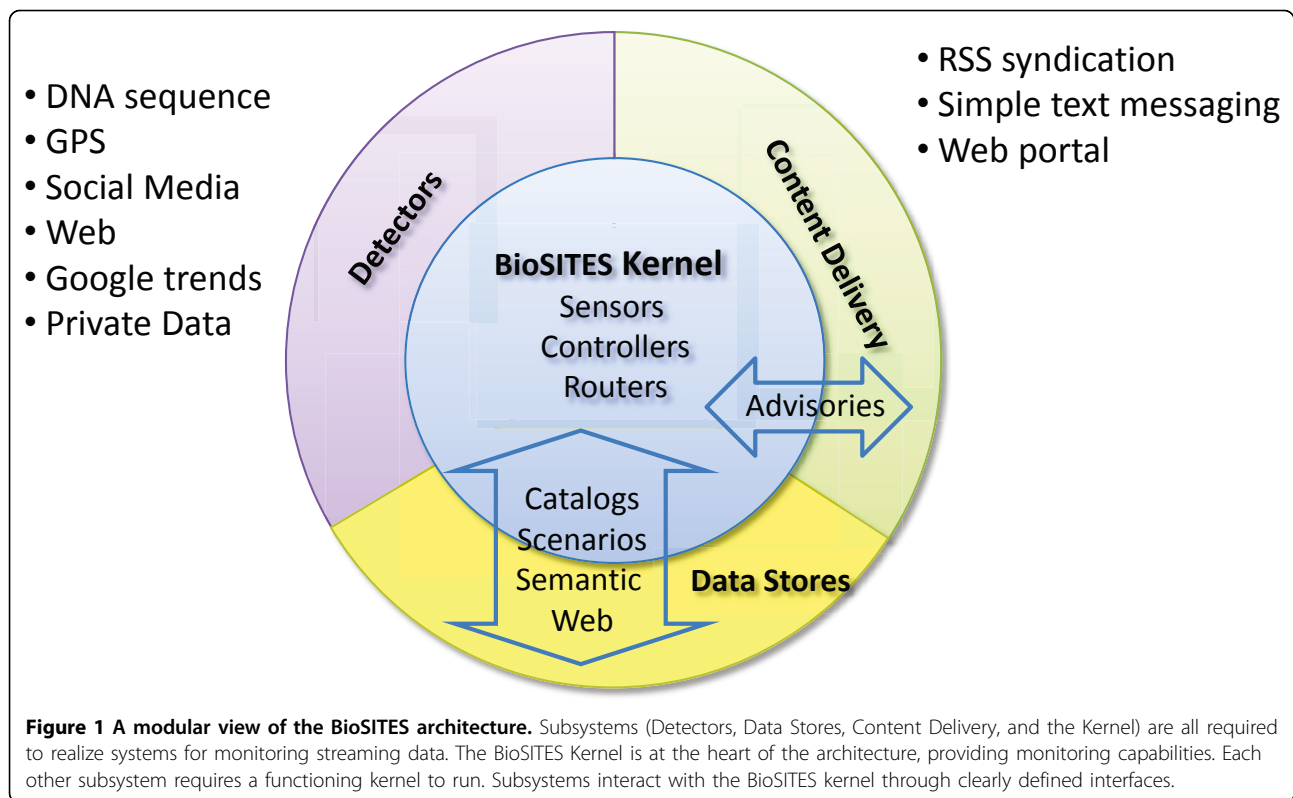 • DNA sequence
• GPS
• Social Media
• Web
• Google trends
• Private Data
• RSS syndication
• Simple text messaging
• Web portal
Detectors
Content Delivery
BioSITES Kernel
Sensors
Controllers
Routers
Advisories
Catalogs
Scenarios
Semantic
Web
Data Stores
Figure 1 A modular view of the BioSITES architecture. Subsystems (Detectors, Data Stores, Content Delivery, and the Kernel) are all required
to realize systems for monitoring streaming data. The BioSITES Kernel is at the heart of the architecture, providing monitoring capabilities. Each
other subsystem requires a functioning kernel to run. Subsystems interact with the BioSITES kernel through clearly defined interfaces.